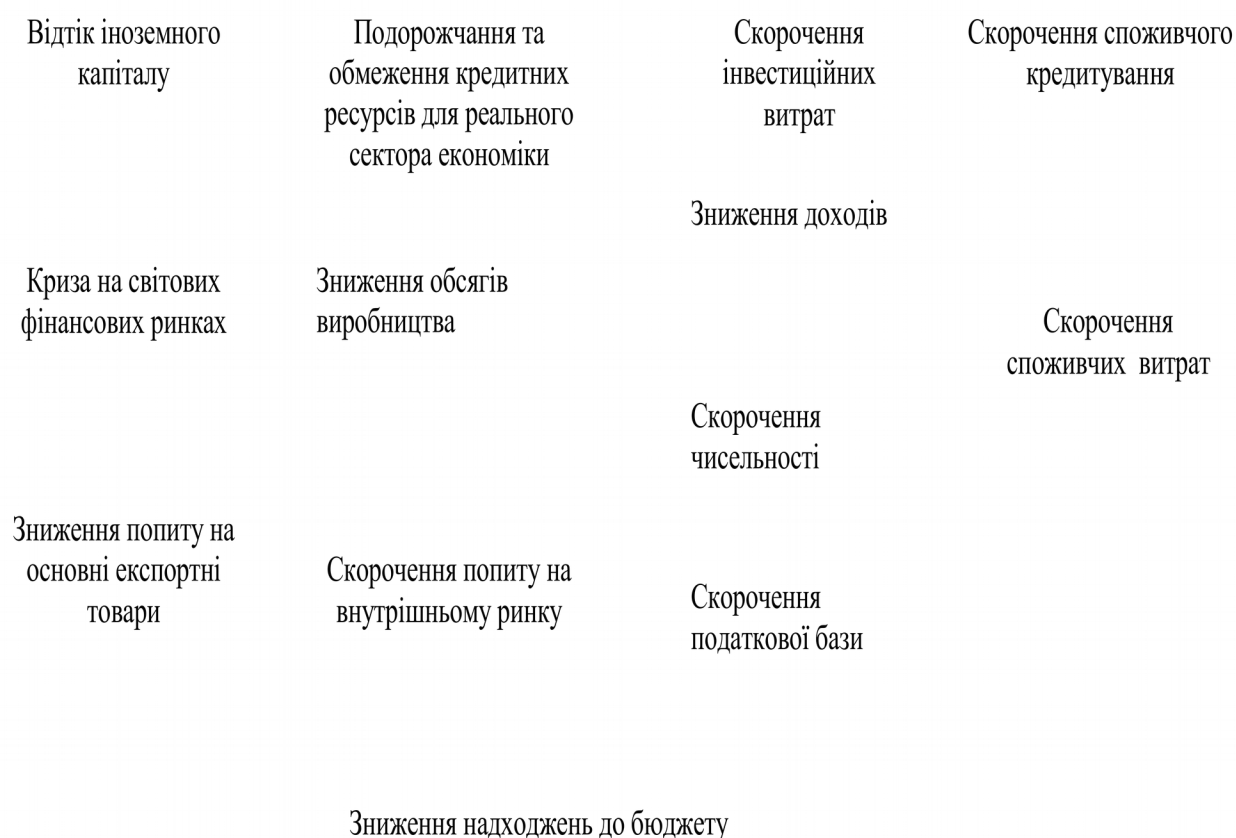 Відтік іноземного
капіталу
Подорожчання та
обмеження кредитних
ресурсів для реального
сектора економіки
Скорочення
інвестиційних
витрат
Скорочення споживчого
кредитування
Зниження доходів
Криза на світових
фінансових ринках
Зниження обсягів
виробництва
Скорочення
споживчих витрат
Скорочення
чисельності
Зниження попиту на
основні експортні
товари
Скорочення попиту на
внутрішньому ринку
Скорочення
податкової бази
Зниження надходжень до бюджету